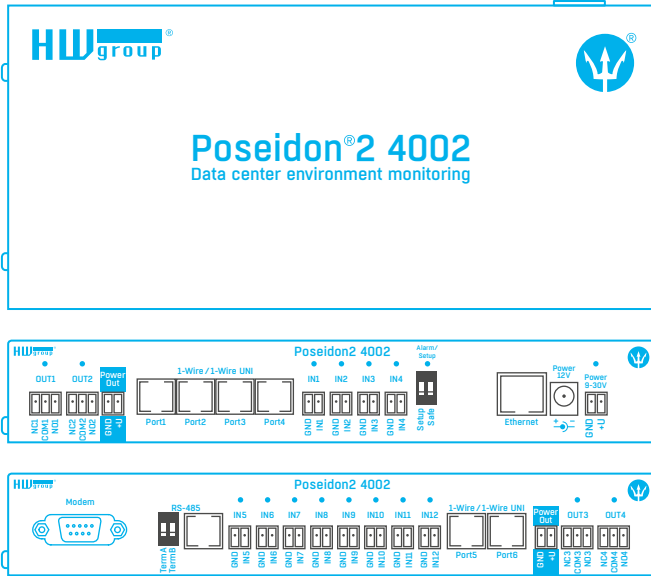 HW group ®
®
Poseidon®2 4002
Data center environment monitoring
HW group
Poseidon2 4002
Alarm/
Setup
OUT1 OUT2 Power Out 1-Wire/1-Wire UNI IN1 IN2 IN3 IN4 Power 12V Power 9-30V
NC1 COM1 NO1 NC2 COM2 NO2 GND +U Port1 Port2 Port3 Port4 GND IN1 GND IN2 GND IN3 GND IN4 Setup Safe Ethernet + - GND +U
HW group
Poseidon2 4002
Modem RS-485 IN5 IN6 IN7 IN8 IN9 IN10 IN11 IN12 1-Wire/1-Wire UNI Power Out OUT3 OUT4
TermA TermB GND IN5 GND IN6 GND IN7 GND IN8 GND IN9 GND IN10 GND IN11 GND IN12 Port5 Port6 GND +U NC3 COM3 NO3 NC4 COM4 NO4